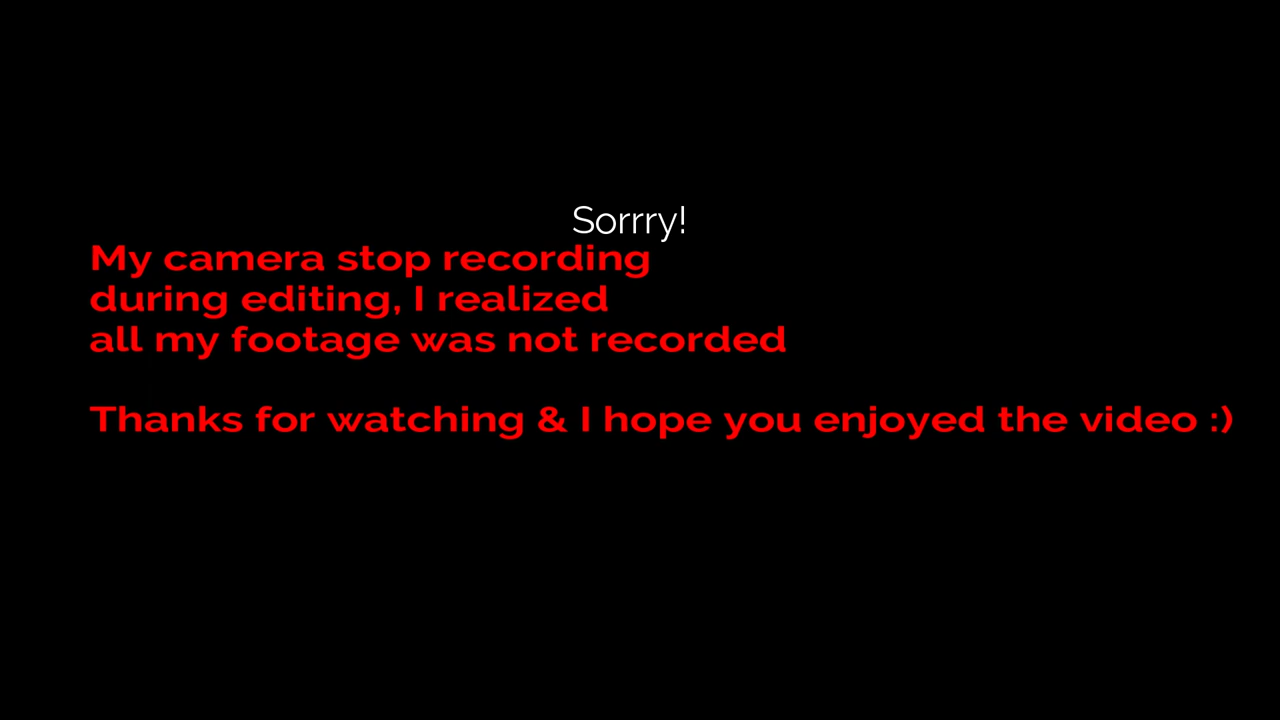 Sorrry!
My camera stop recording
during editing, I realized
all my footage was not recorded
Thanks for watching & I hope you enjoyed the video :)